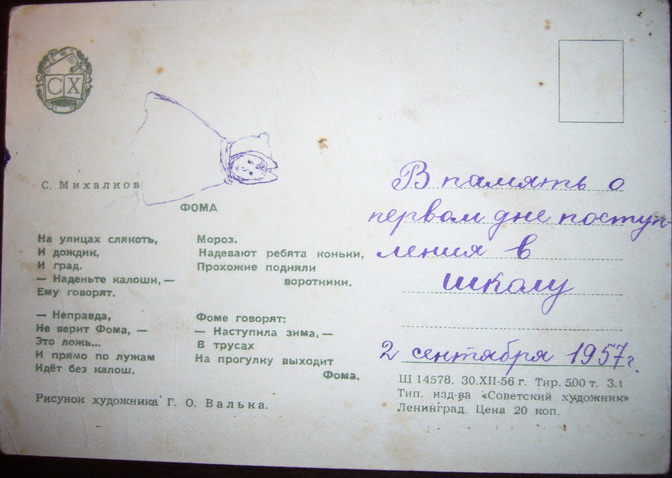 СХ
С. Михалков
ФОМА
На улицах слякоть,
И дождик,
И град.
— Наденьте калоши, —
Ему говорят.
— Неправда,
Не верит Фома, —
Это ложь...
И прямо по лужам
Идёт без калош.
Мороз.
Надевают ребята коньки,
Прохожие подняли
воротники.
Фоме говорят:
— Наступила зима, —
В трусах
На прогулку выходит
Фома.
Рисунок художника Г. О. Валька.
В память о
первом дне поступ-
ления в
школу
2 сентября 1957 г.
Ш 14578. 30.XII-56 г. Тир. 500 т. З.1
Тип. изд-ва «Советский художник»
Ленинград. Цена 20 коп.